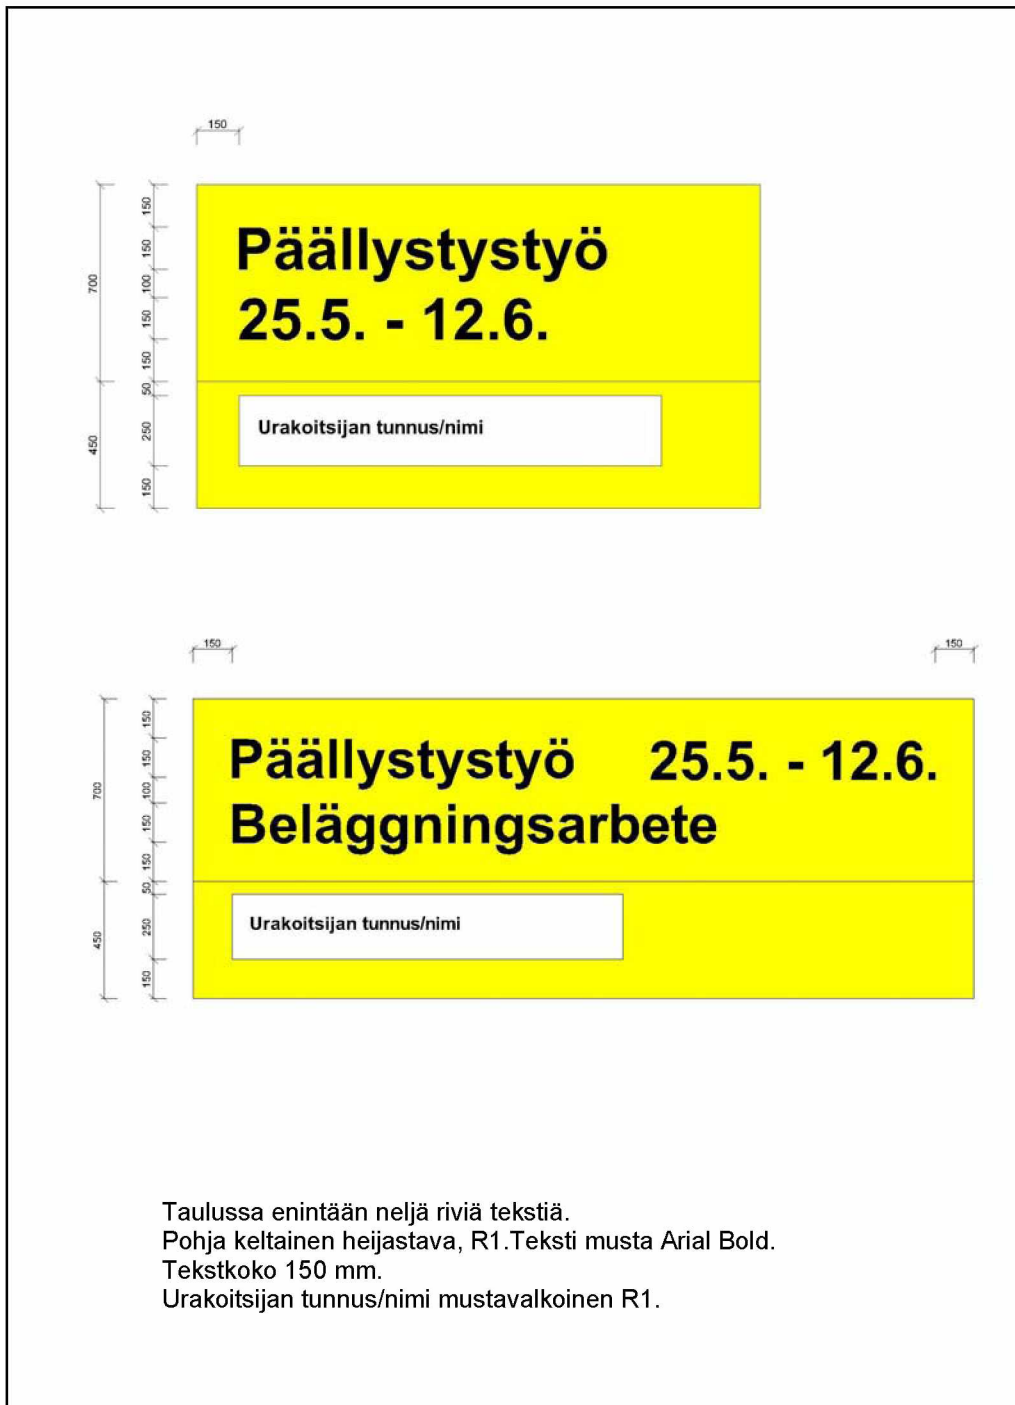 150
150
150
100
150
150
700
50
250
150
450
Päällystystyö
25.5. - 12.6.
Urakoitsijan tunnus/nimi
150
150
150
150
100
150
150
700
50
250
150
450
Päällystystyö 25.5. - 12.6.
Beläggningsarbete
Urakoitsijan tunnus/nimi
Taulussa enintään neljä riviä tekstiä.
Pohja keltainen heijastava, R1.Teksti musta Arial Bold.
Tekstkoko 150 mm.
Urakoitsijan tunnus/nimi mustavalkoinen R1.